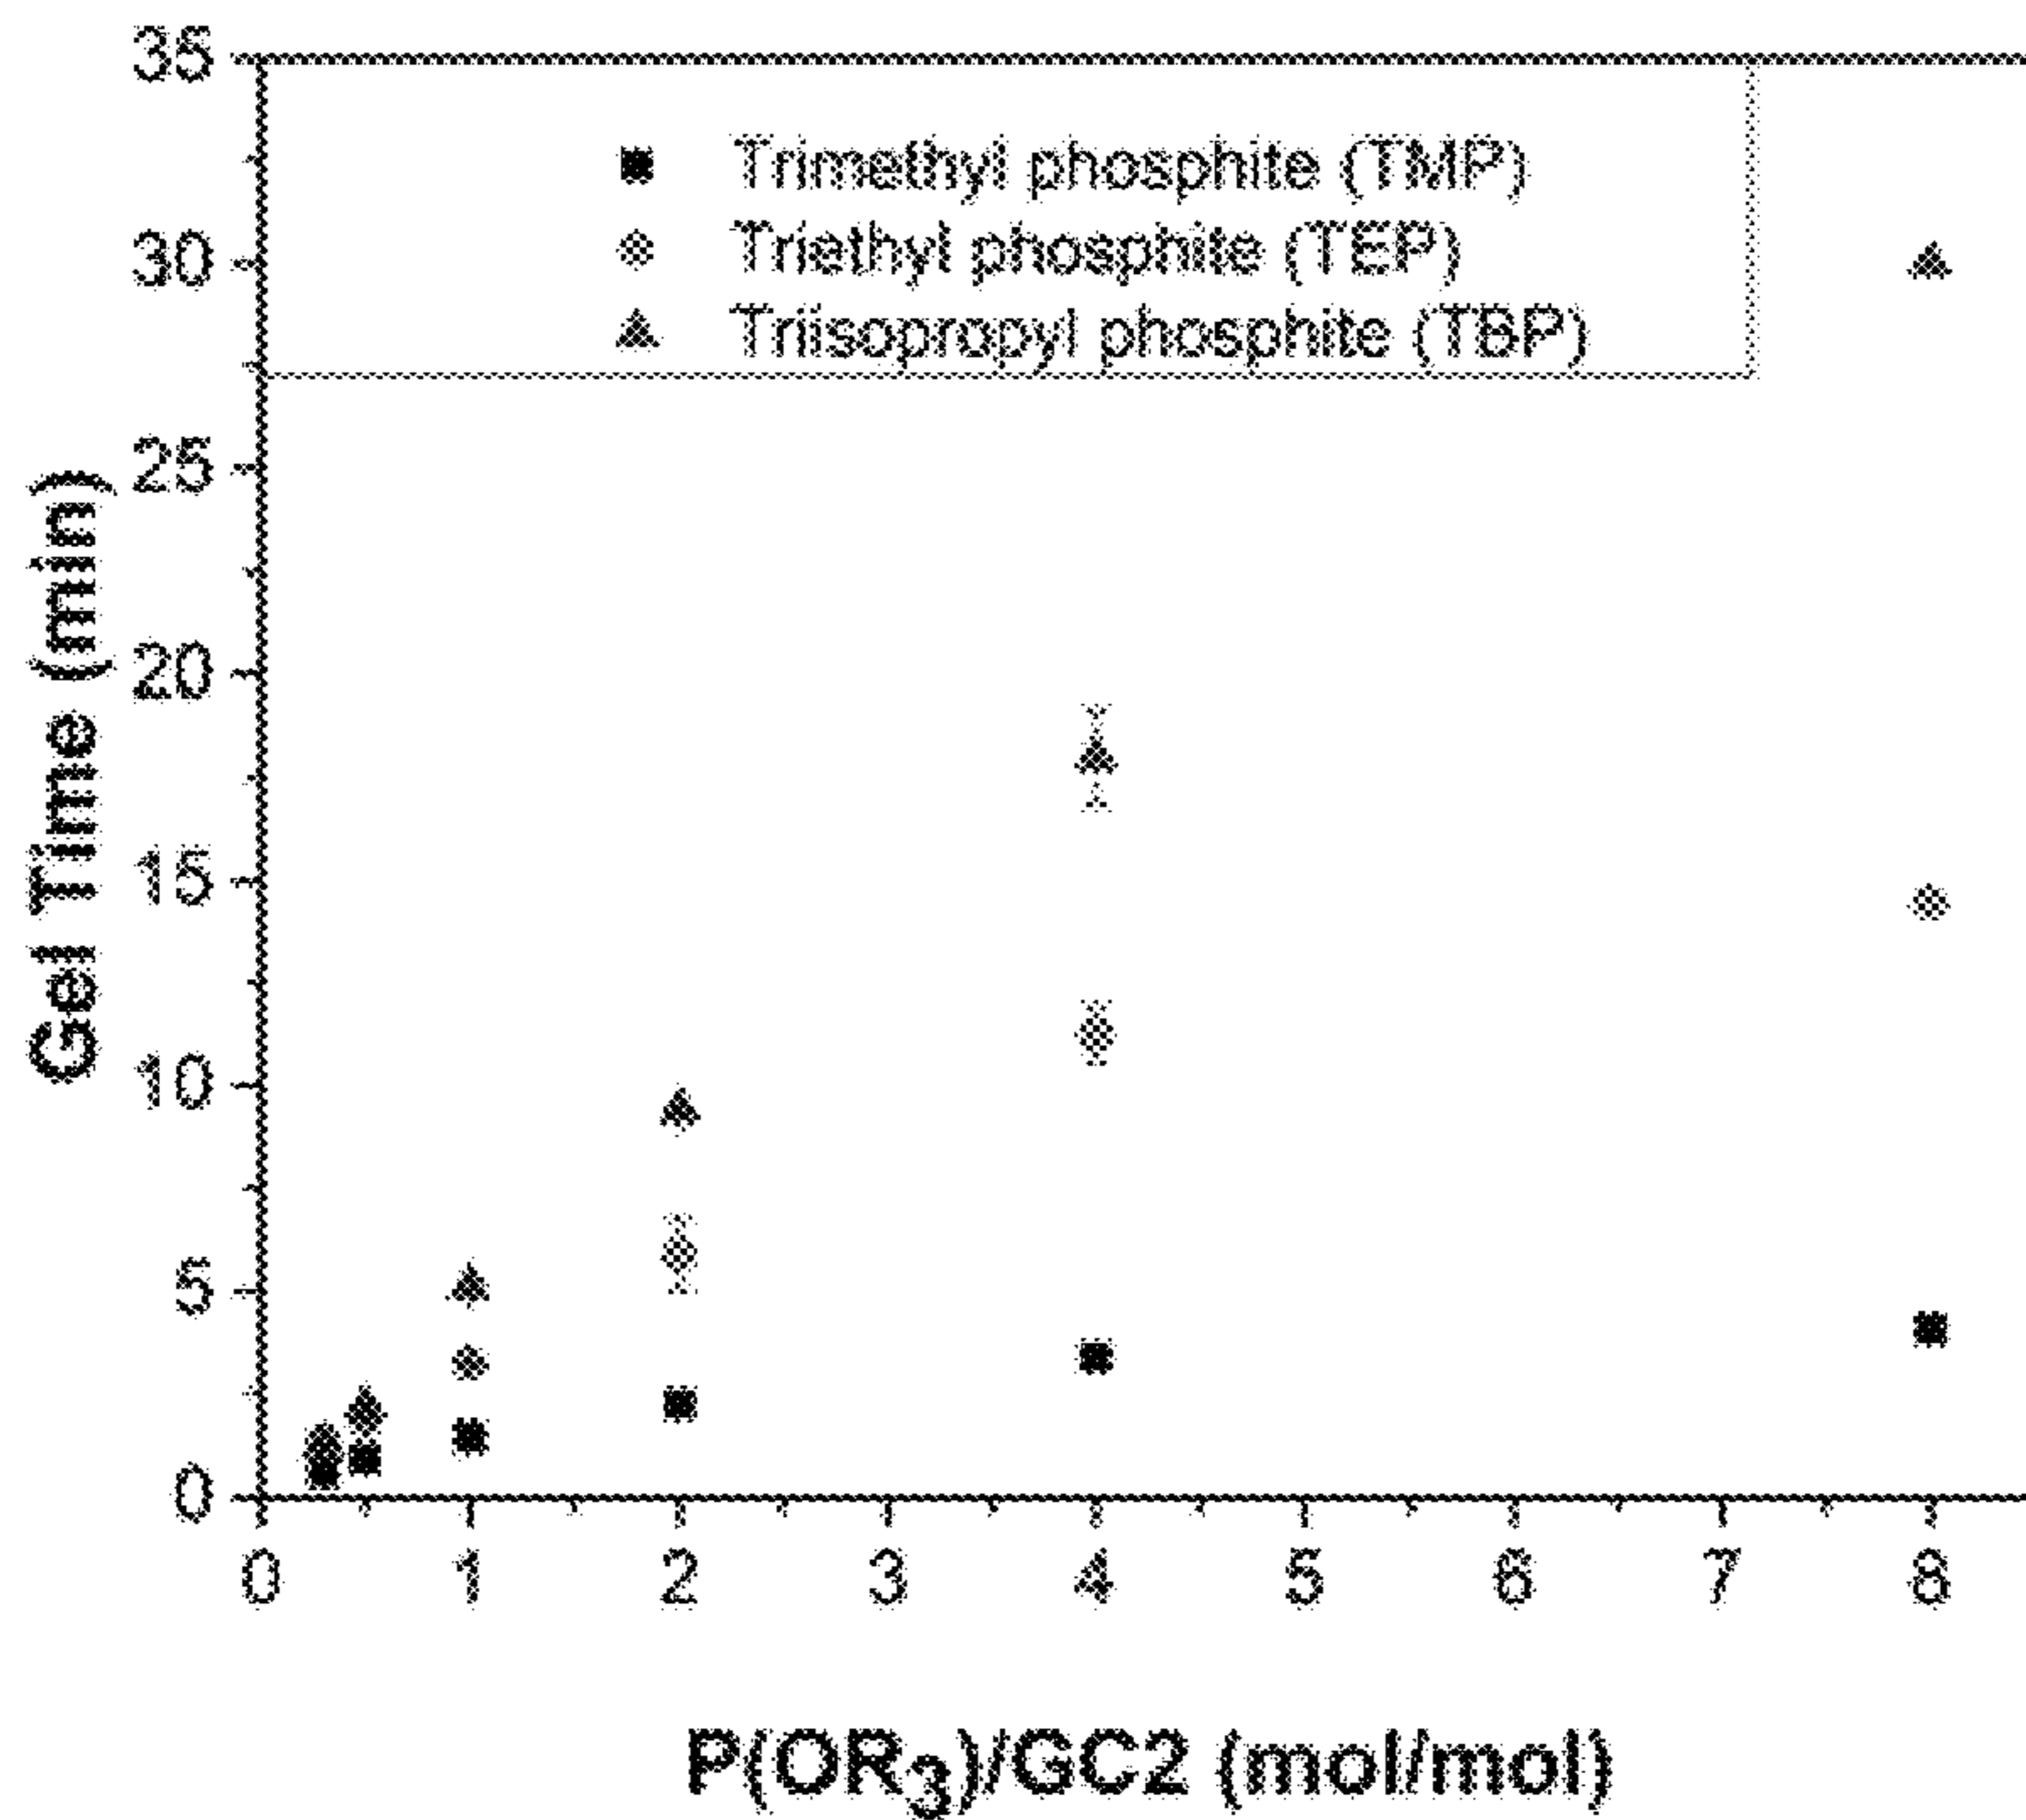 35
Trimethyl phosphite (TMP)
Triethyl phosphite (TEP)
Triisopropyl phosphite (TBP)
30
25
20
15
10
5
0
Gel Time (min)
0 1 2 3 4 5 6 7 8
P(OR3)/GC2 (mol/mol)